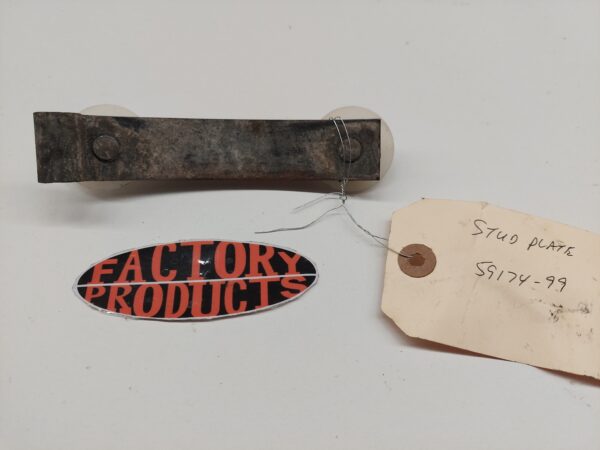 FACTORY
PRODUCTS
STUD PLATE
59174-99